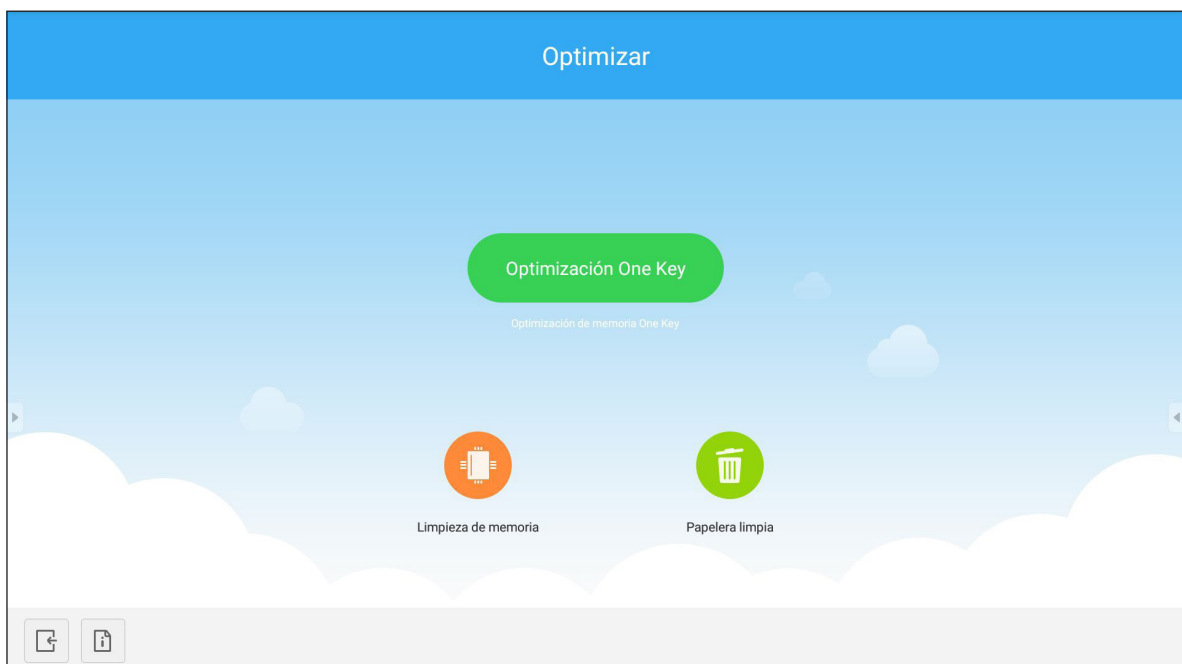 Optimizar
Optimización One Key
Optimización de memoria One Key
Limpieza de memoria
Papelera limpia